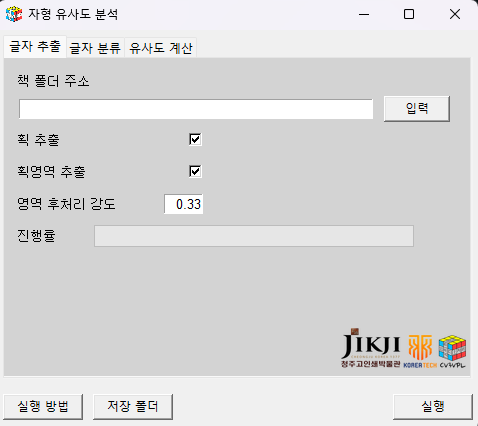 자형 유사도 분석
글자 추출 글자 분류 유사도 계산
책 폴더 주소
입력
획 추출
획영역 추출
영역 후처리 강도 0.33
진행률
JIKJI
청주고인쇄박물관 KOREATECH CVIVPL
실행 방법 저장 폴더 실행